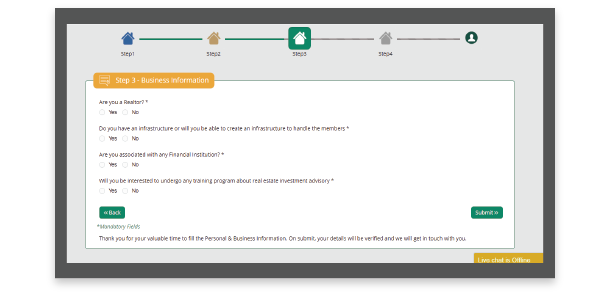 Step1 Step2 Step3 Step4
Step 3 - Business Information
Are you a Realtor? *
Yes No
Do you have an infrastructure or will you be able to create an infrastructure to handle the members *
Yes No
Are you associated with any Financial Institution? *
Yes No
Will you be interested to undergo any training program about real estate investment advisory *
Yes No
« Back Submit »
*Mandatory Fields
Thank you for your valuable time to fill the Personal & Business Information. On submit, your details will be verified and we will get in touch with you.
Live chat is Offline